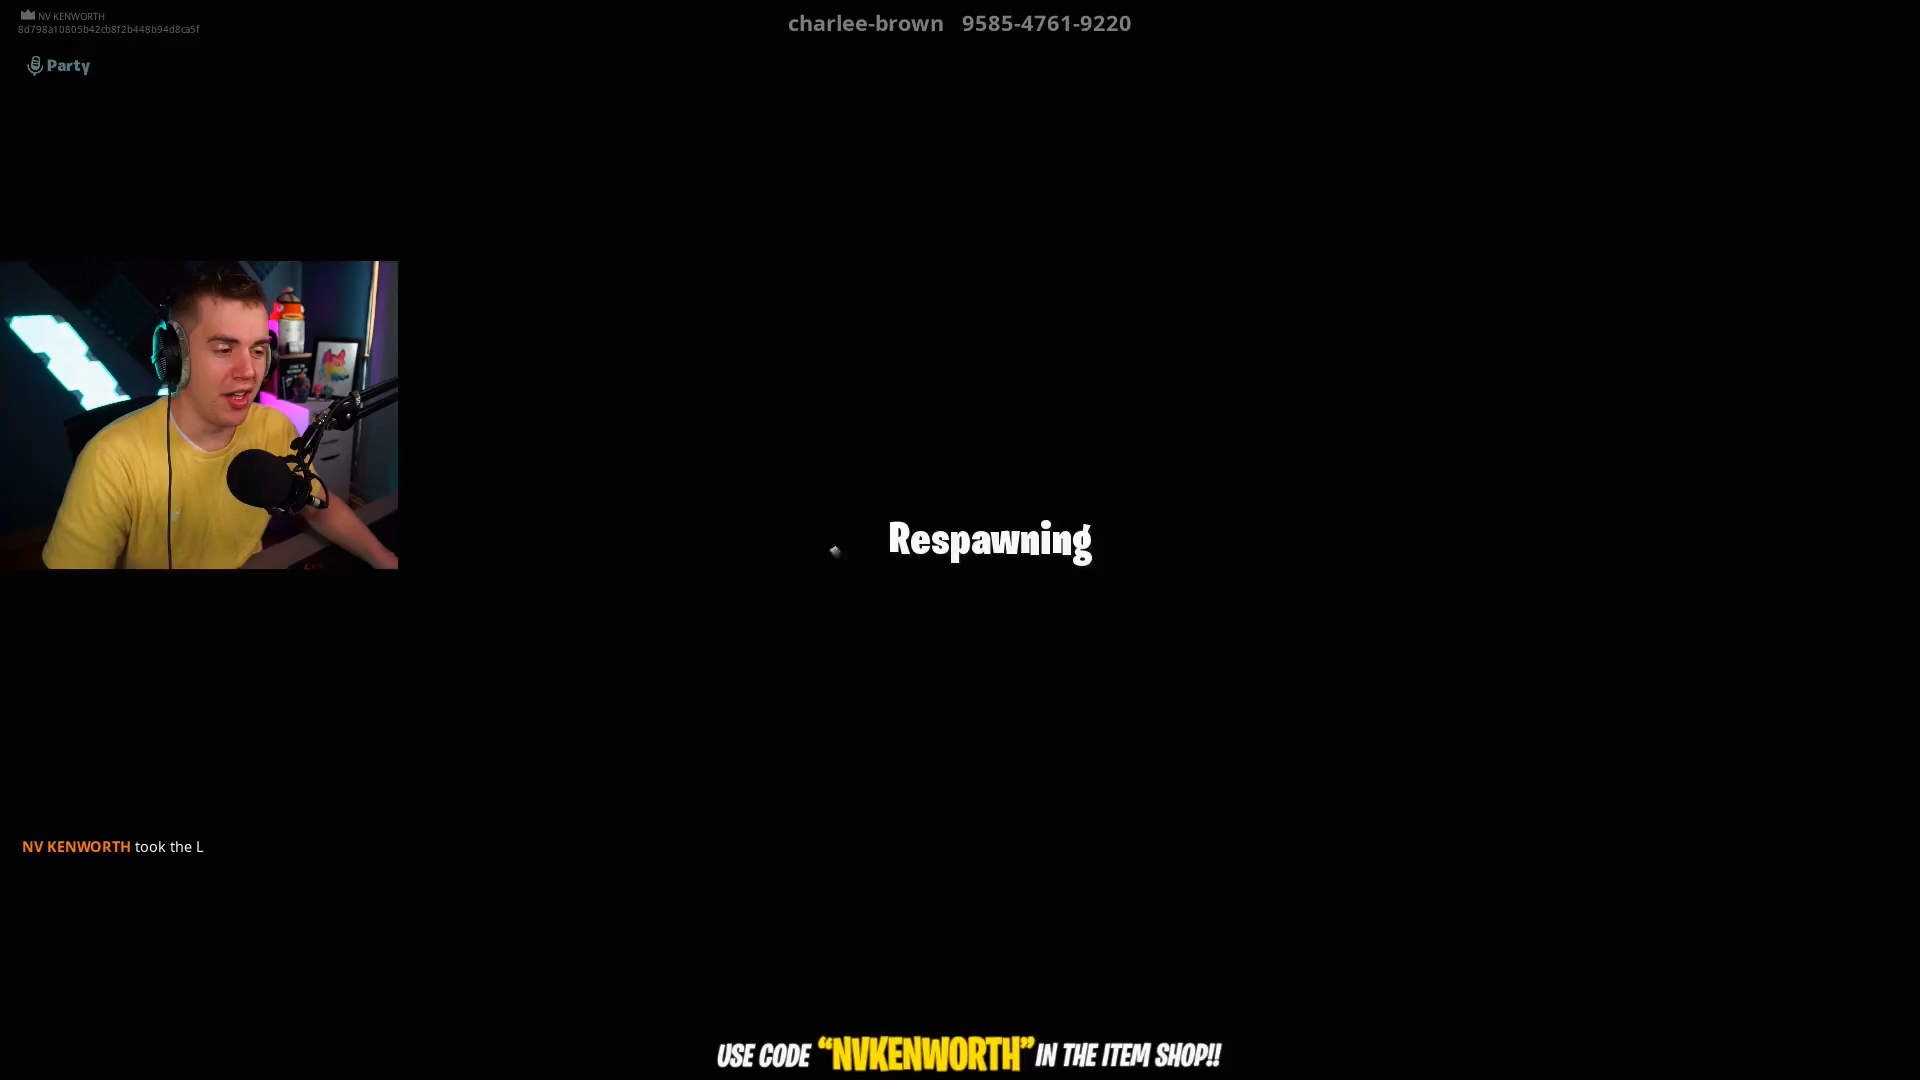 NV KENWORTH
8d798a10805b42cb8f2b448b94d8ca5f
charlee-brown 9585-4761-9220
Party
Respawning
NV KENWORTH took the L
USE CODE “NVKENWORTH” IN THE ITEM SHOP!!